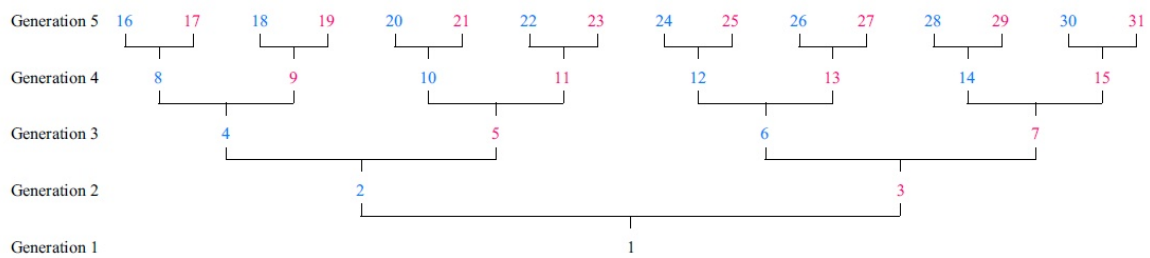 Generation 5 16 17 18 19 20 21 22 23 24 25 26 27 28 29 30 31
Generation 4 8 9 10 11 12 13 14 15
Generation 3 4 5 6 7
Generation 2 2 3
Generation 1 1